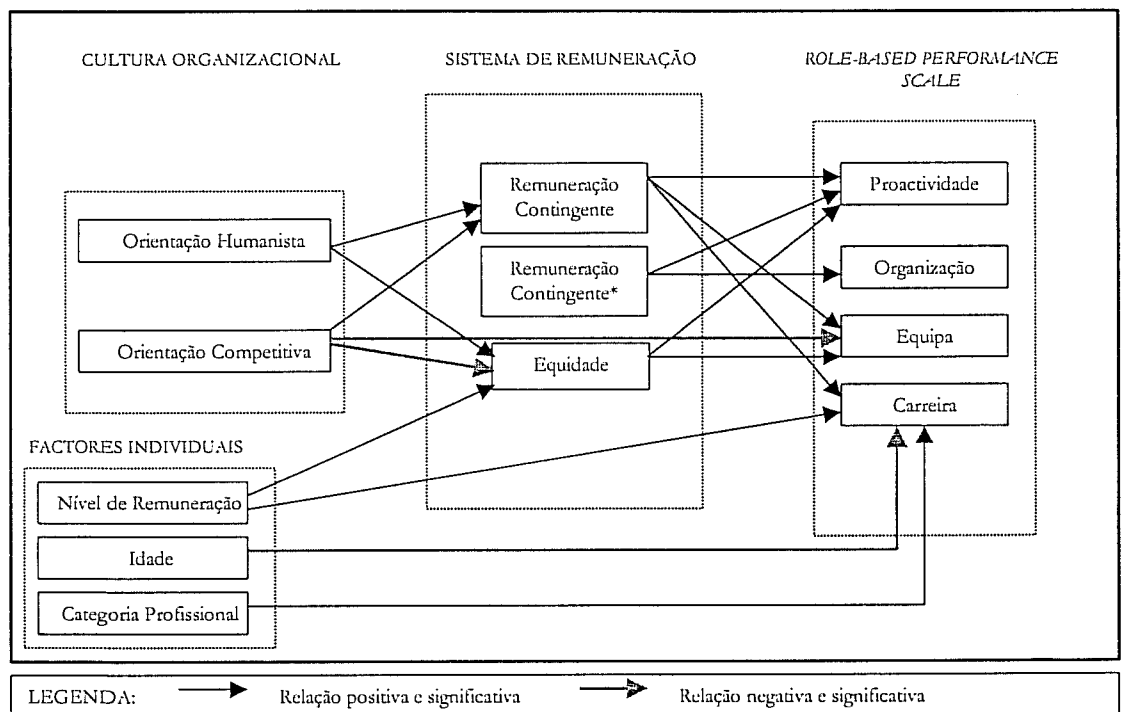 CULTURA ORGANIZACIONAL
SISTEMA DE REMUNERAÇÃO
ROLE-BASED PERFORMANCE
SCALE
Orientação Humanista
Orientação Competitiva
Remuneração
Contingente
Remuneração
Contingente*
Equidade
Proactividade
Organização
Equipa
Carreira
FACTORES INDIVIDUAIS
Nível de Remuneração
Idade
Categoria Profissional
LEGENDA:
Relação positiva e significativa
Relação negativa e significativa